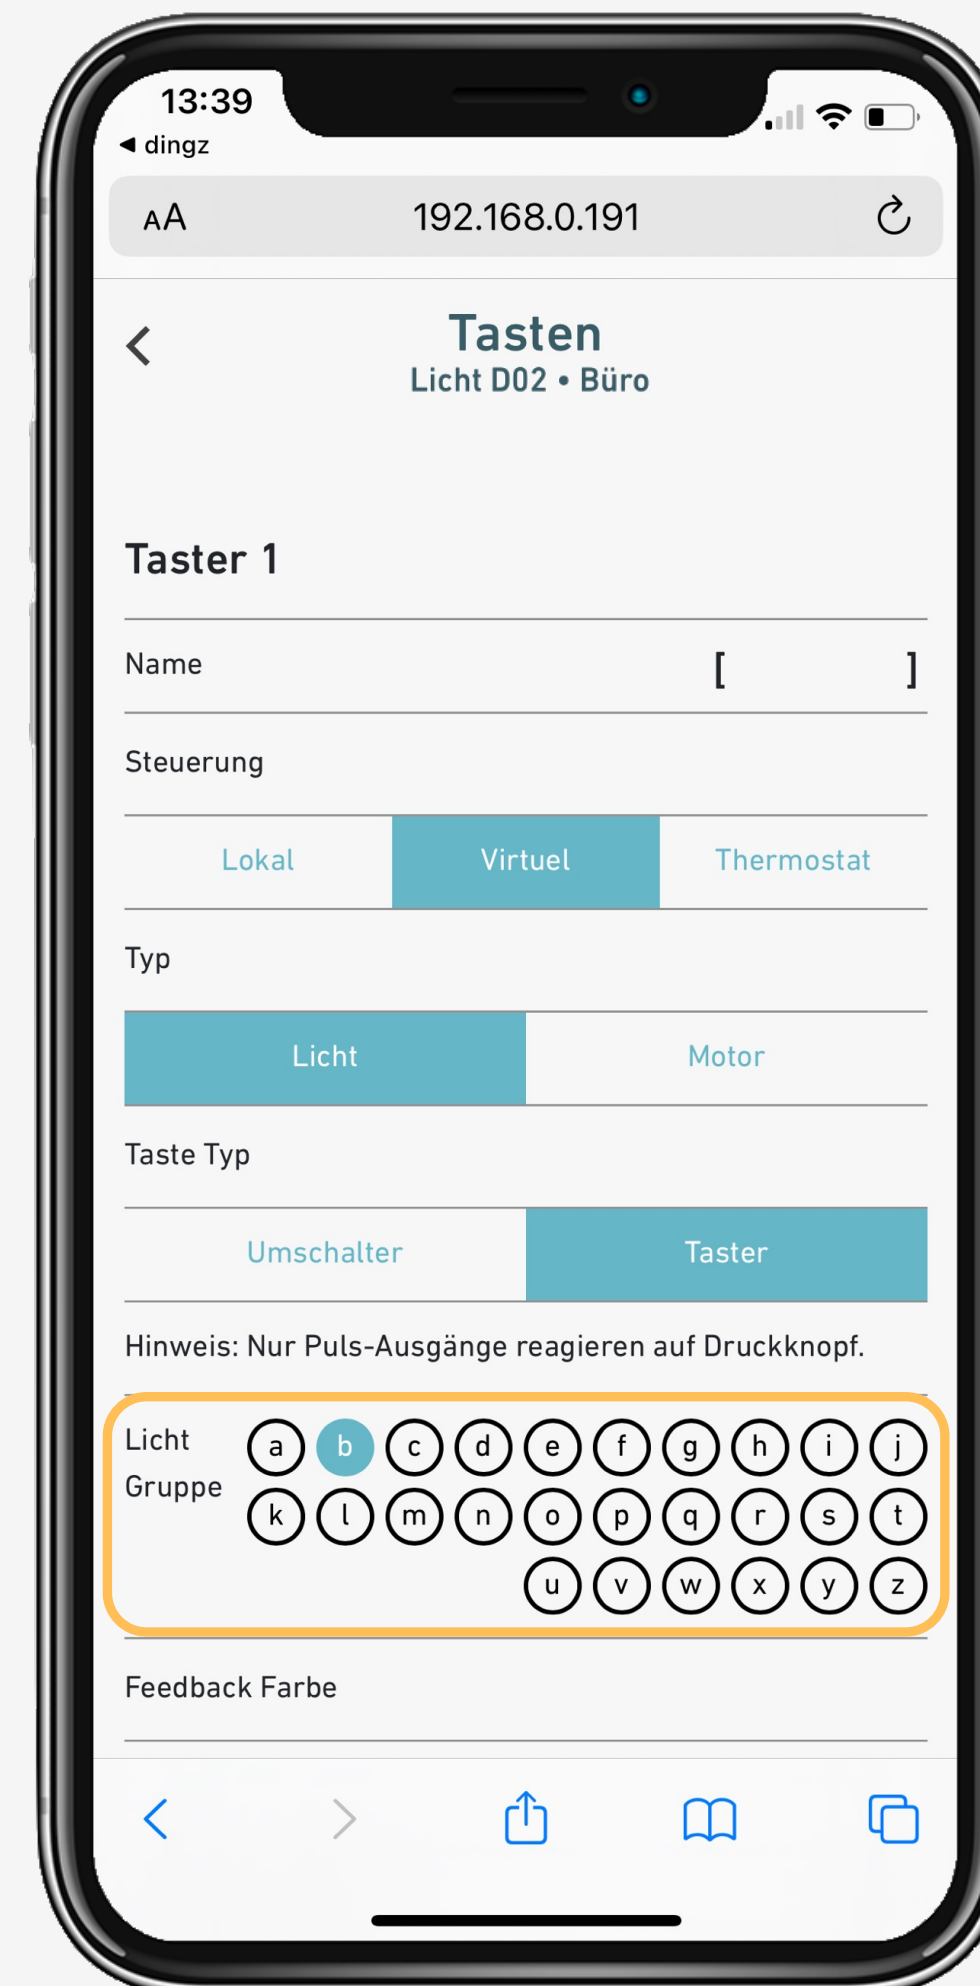 13:39
◀ dingz
AA 192.168.0.191
Tasten
Licht D02 • Büro
Taster 1
Name [ ]
Steuerung
Lokal Virtuel Thermostat
Typ
Licht Motor
Taste Typ
Umschalter Taster
Hinweis: Nur Puls-Ausgänge reagieren auf Druckknopf.
Licht
Gruppe
a b c d e f g h i j
k l m n o p q r s t
u v w x y z
Feedback Farbe